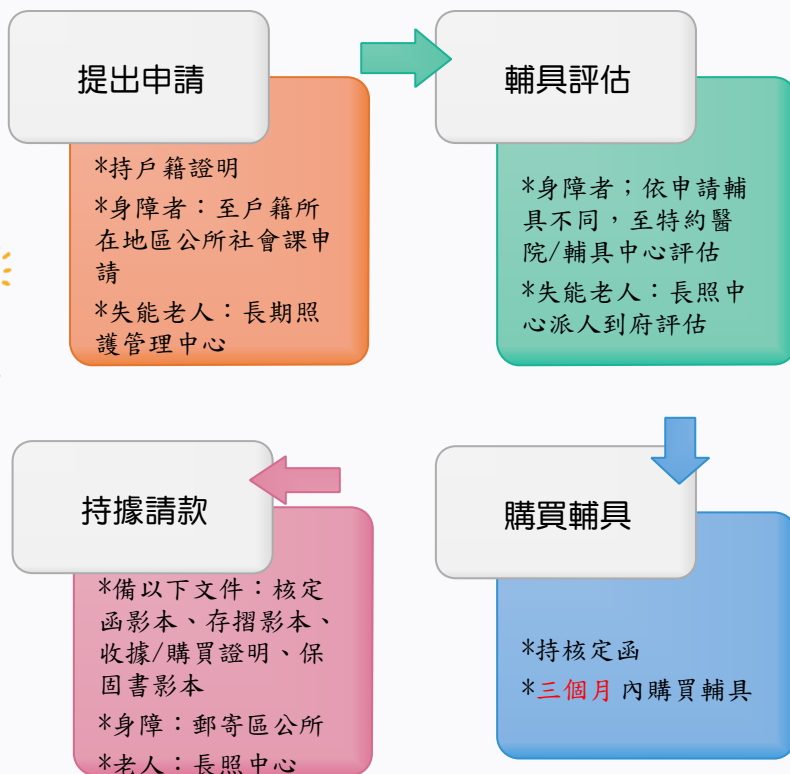 提出申請
*持戶籍證明
*身障者：至戶籍所
在地區公所社會課申
請
*失能老人：長期照
護管理中心
輔具評估
*身障者；依申請輔
具不同，至特約醫
院/輔具中心評估
*失能老人：長照中
心派人到府評估
購買輔具
*持核定函
*三個月內購買輔具
持據請款
*備以下文件：核定
函影本、存摺影本、
收據/購買證明、保
固書影本
*身障：郵寄區公所
*老人：長照中心